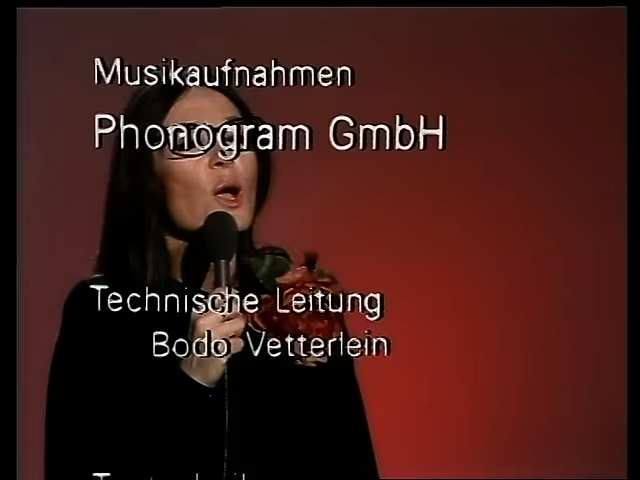 Musikaufnahmen
Phonogram GmbH
Technische Leitung
Bodo Vetterlein